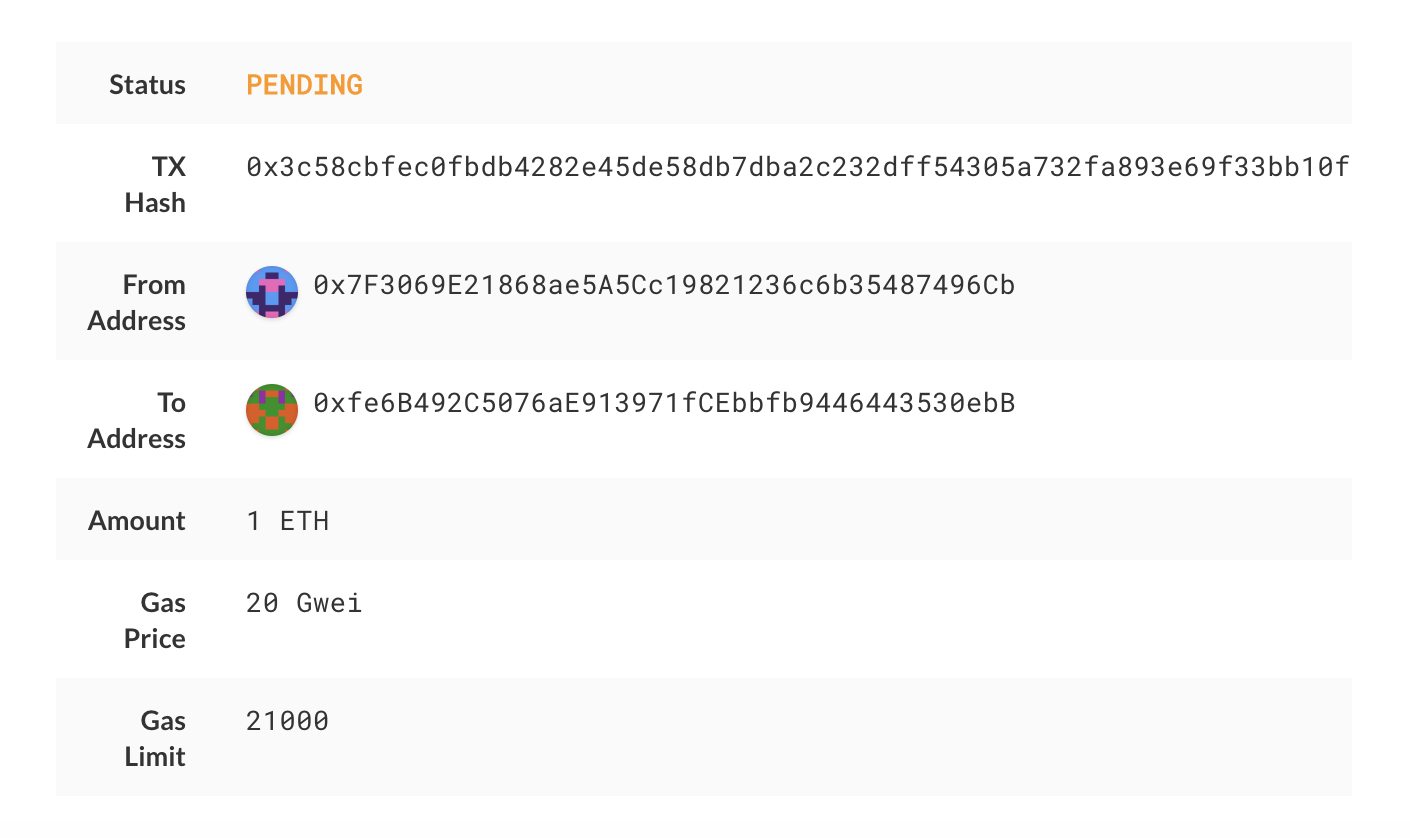 Status PENDING
TX 0x3c58cbfec0fbdb4282e45de58db7dba2c232dff54305a732fa893e69f33bb10f
Hash
From 0x7F3069E21868ae5A5Cc19821236c6b35487496Cb
Address
To 0xfe6B492C5076aE913971fCEbbfb9446443530ebB
Address
Amount 1 ETH
Gas 20 Gwei
Price
Gas 21000
Limit